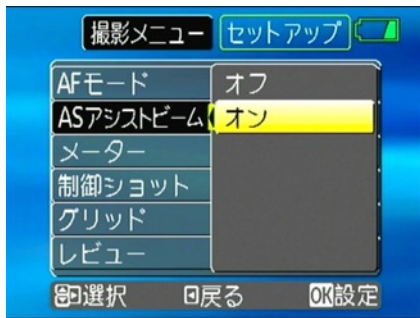 撮影メニュー セットアップ
AFモード オフ
ASアシストビーム オン
メーター
制御ショット
グリッド
レビュー
選択 戻る OK設定